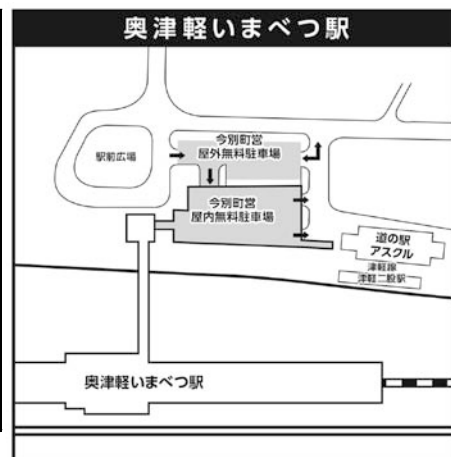 奥津軽いまべつ駅
今別町営
屋外無料駐車場
駅前広場
今別町営
屋内無料駐車場
道の駅
アスクル
津軽線
津軽二股駅
奥津軽いまべつ駅